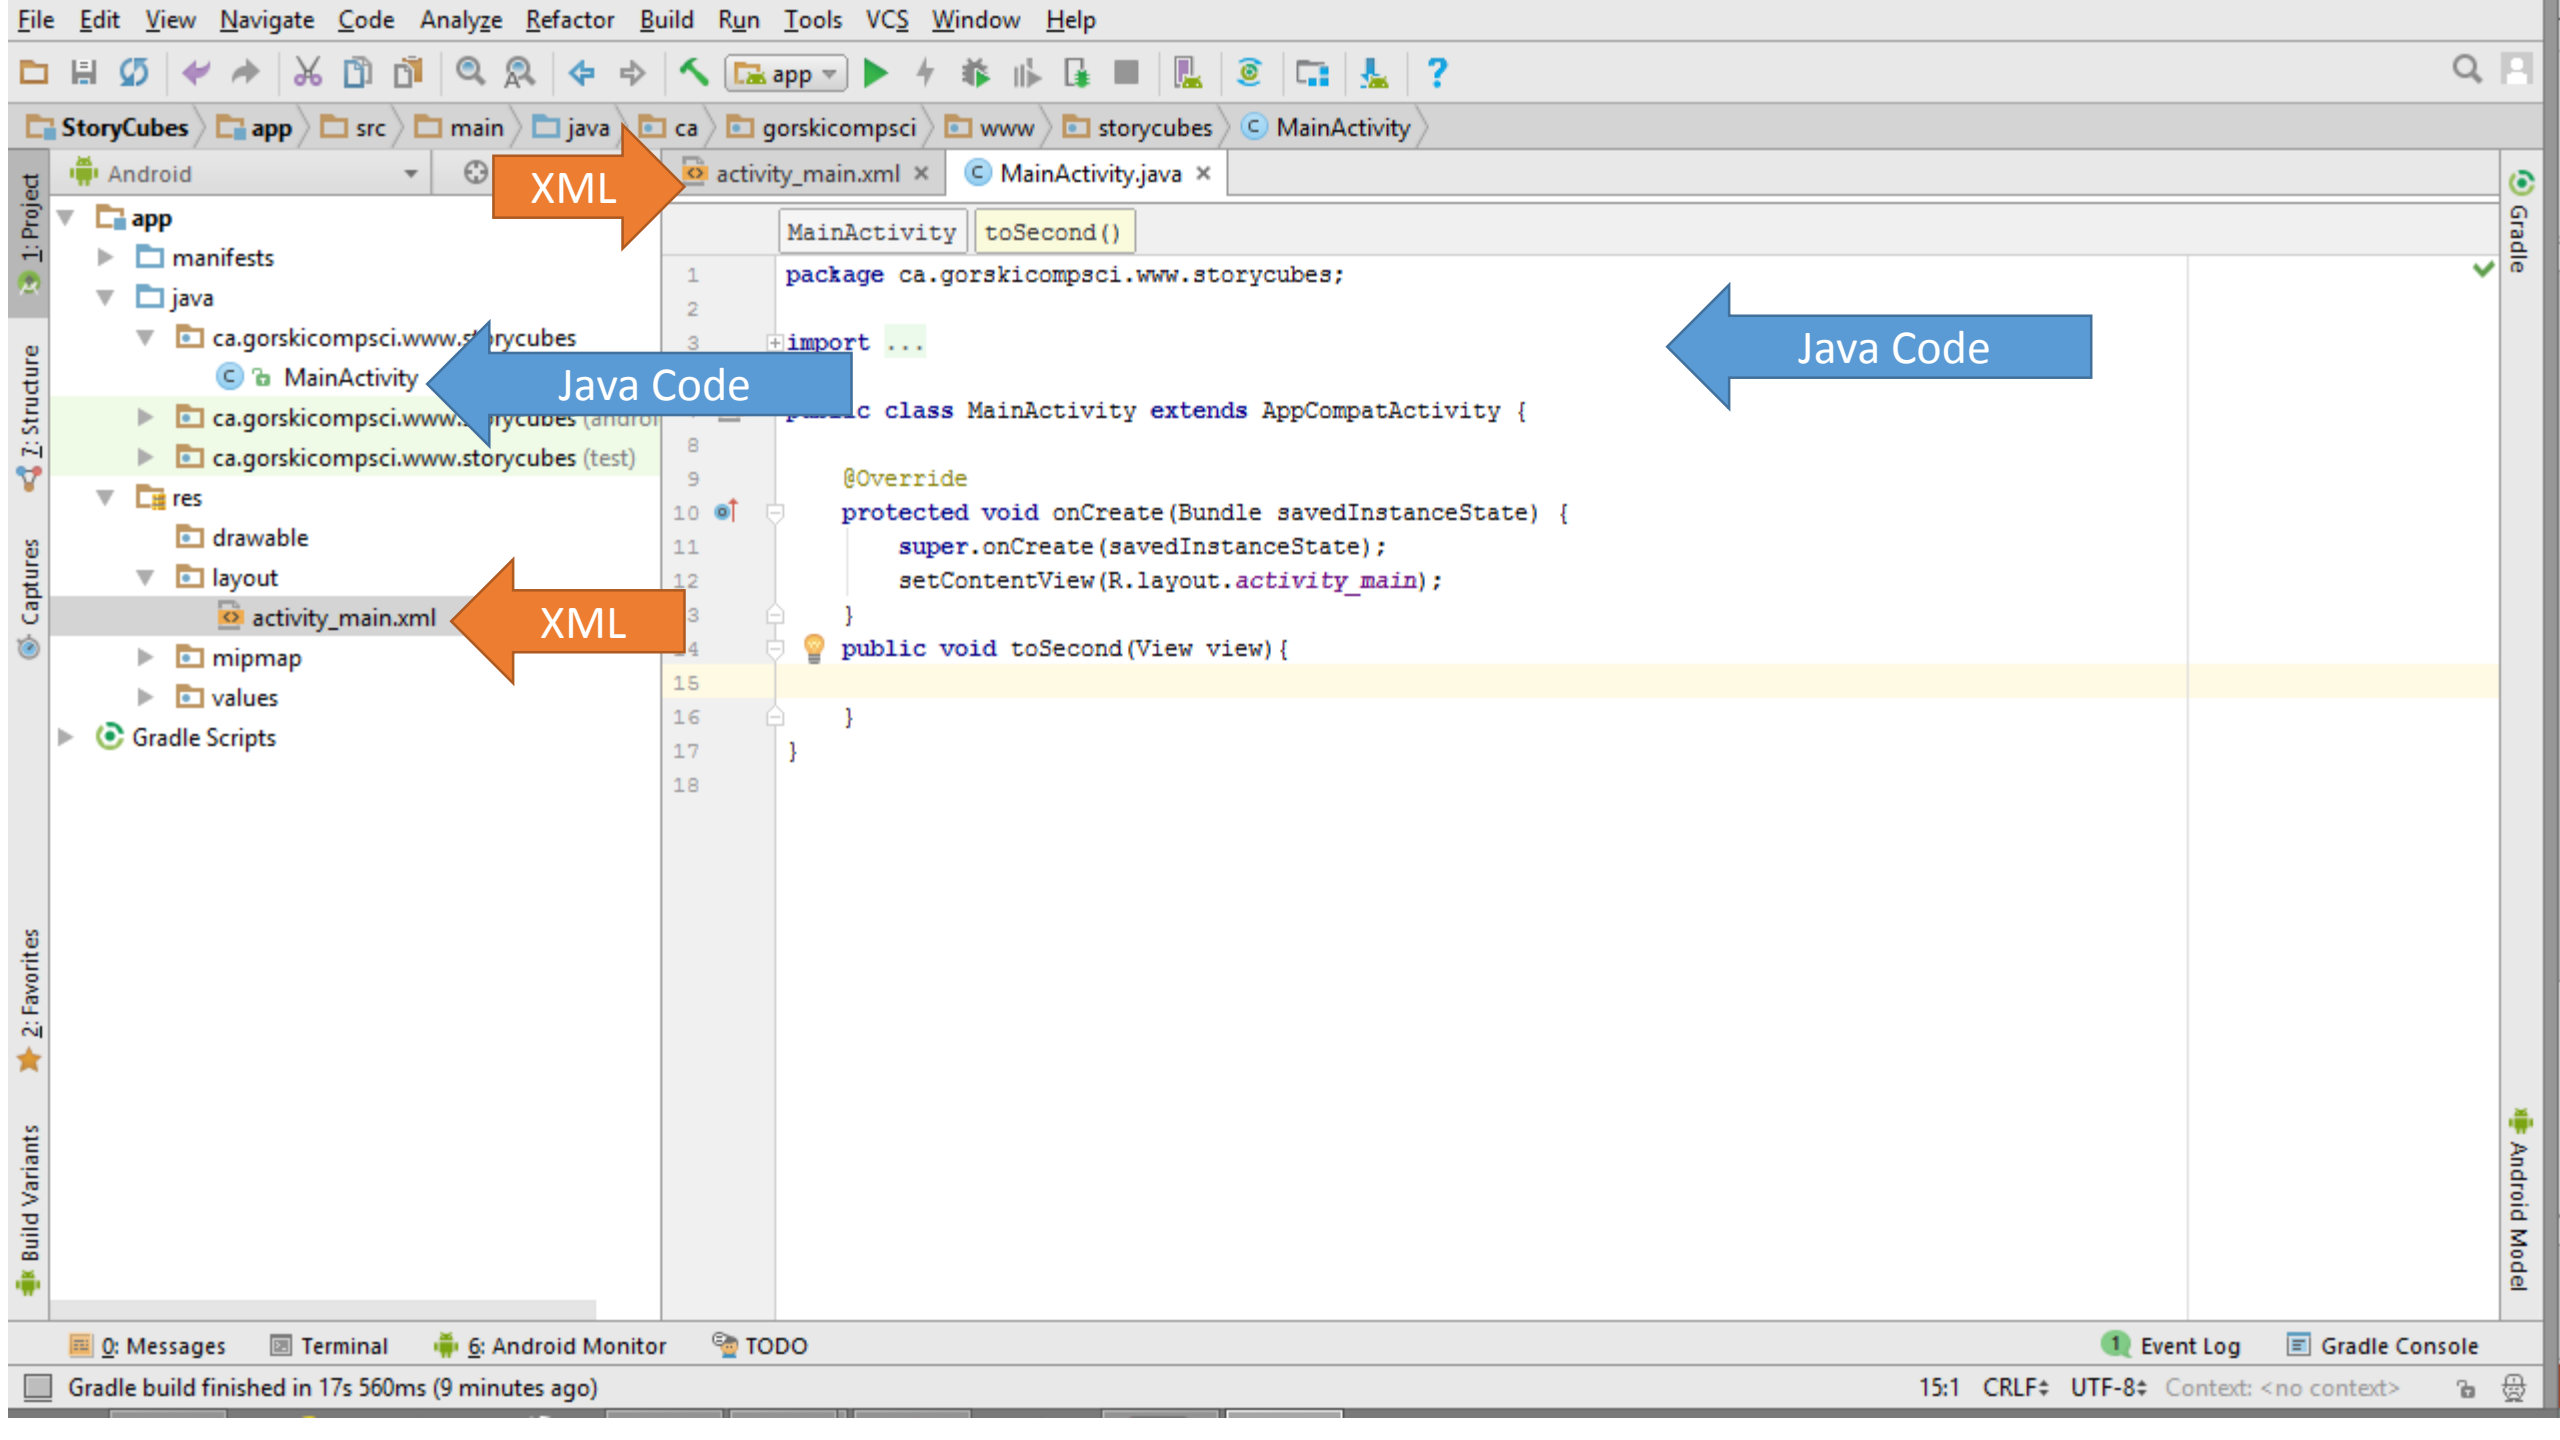 File Edit View Navigate Code Analyze Refactor Build Run Tools VCS Window Help
app
StoryCubes app src main java ca gorskicompsci www storycubes MainActivity
Android
XML
activity_main.xml MainActivity.java
1: Project
7: Structure
Captures
2: Favorites
Build Variants
app
manifests
java
ca.gorskicompsci.www.storycubes
MainActivity
Java Code
ca.gorskicompsci.www.storycubes
ca.gorskicompsci.www.storycubes (test)
res
drawable
layout
activity_main.xml
XML
mipmap
values
Gradle Scripts
MainActivity toSecond()
1 package ca.gorskicompsci.www.storycubes;
2
3 import ...
Java Code
public class MainActivity extends AppCompatActivity {
8
9 @Override
10 protected void onCreate(Bundle savedInstanceState) {
11 super.onCreate(savedInstanceState);
12 setContentView(R.layout.activity_main);
3 }
14 public void toSecond(View view){
15
16 }
17 }
18
Gradle
Android Model
0: Messages Terminal 6: Android Monitor TODO 1 Event Log Gradle Console
Gradle build finished in 17s 560ms (9 minutes ago) 15:1 CRLF UTF-8 Context: <no context>